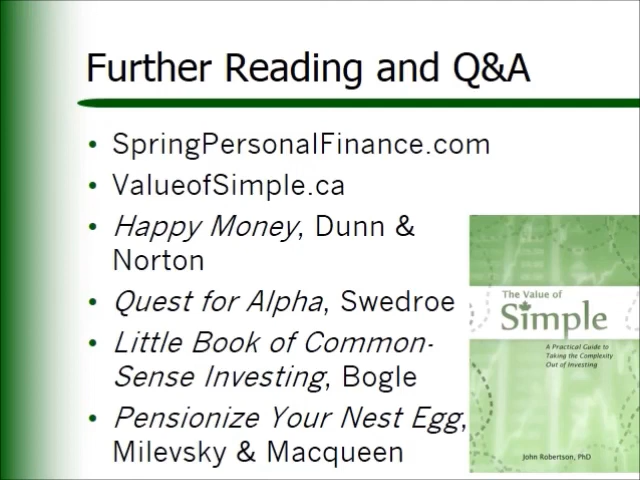 Further Reading and Q&A
• SpringPersonalFinance.com
• ValueofSimple.ca
• Happy Money, Dunn &
Norton
• Quest for Alpha, Swedroe
• Little Book of Common-
Sense Investing, Bogle
• Pensionize Your Nest Egg,
Milevsky & Macqueen
The Value of
Simple
A Practical Guide to
Taking the Complexity
Out of Investing
John Robertson, PhD